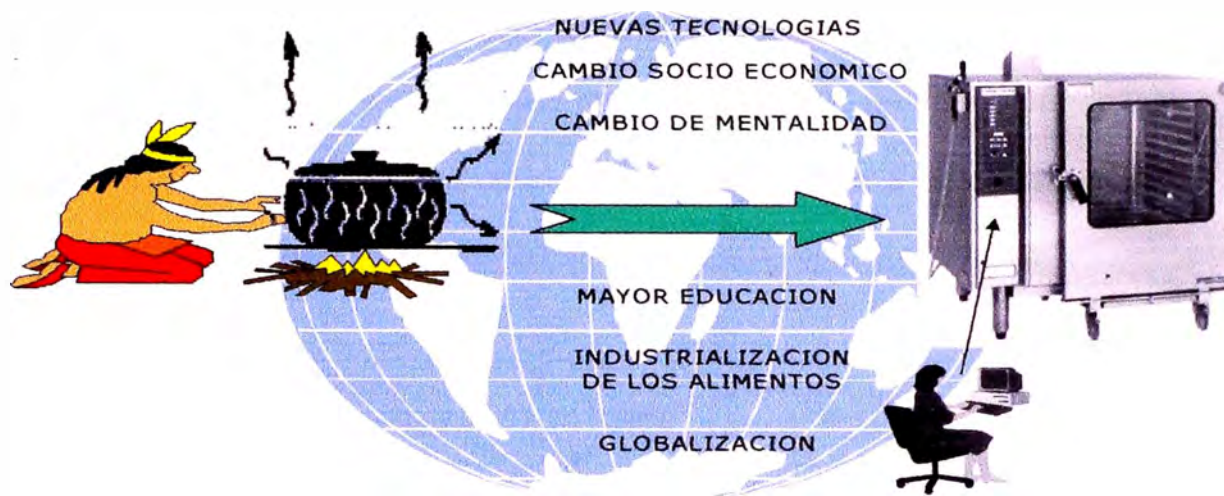 NUEVAS TECNOLOGIAS
CAMBIO SOCIO ECONOMICO
CAMBIO DE MENTALIDAD
MAYOR EDUCACION
INDUSTRIALIZACION
DE LOS ALIMENTOS
GLOBALIZACION